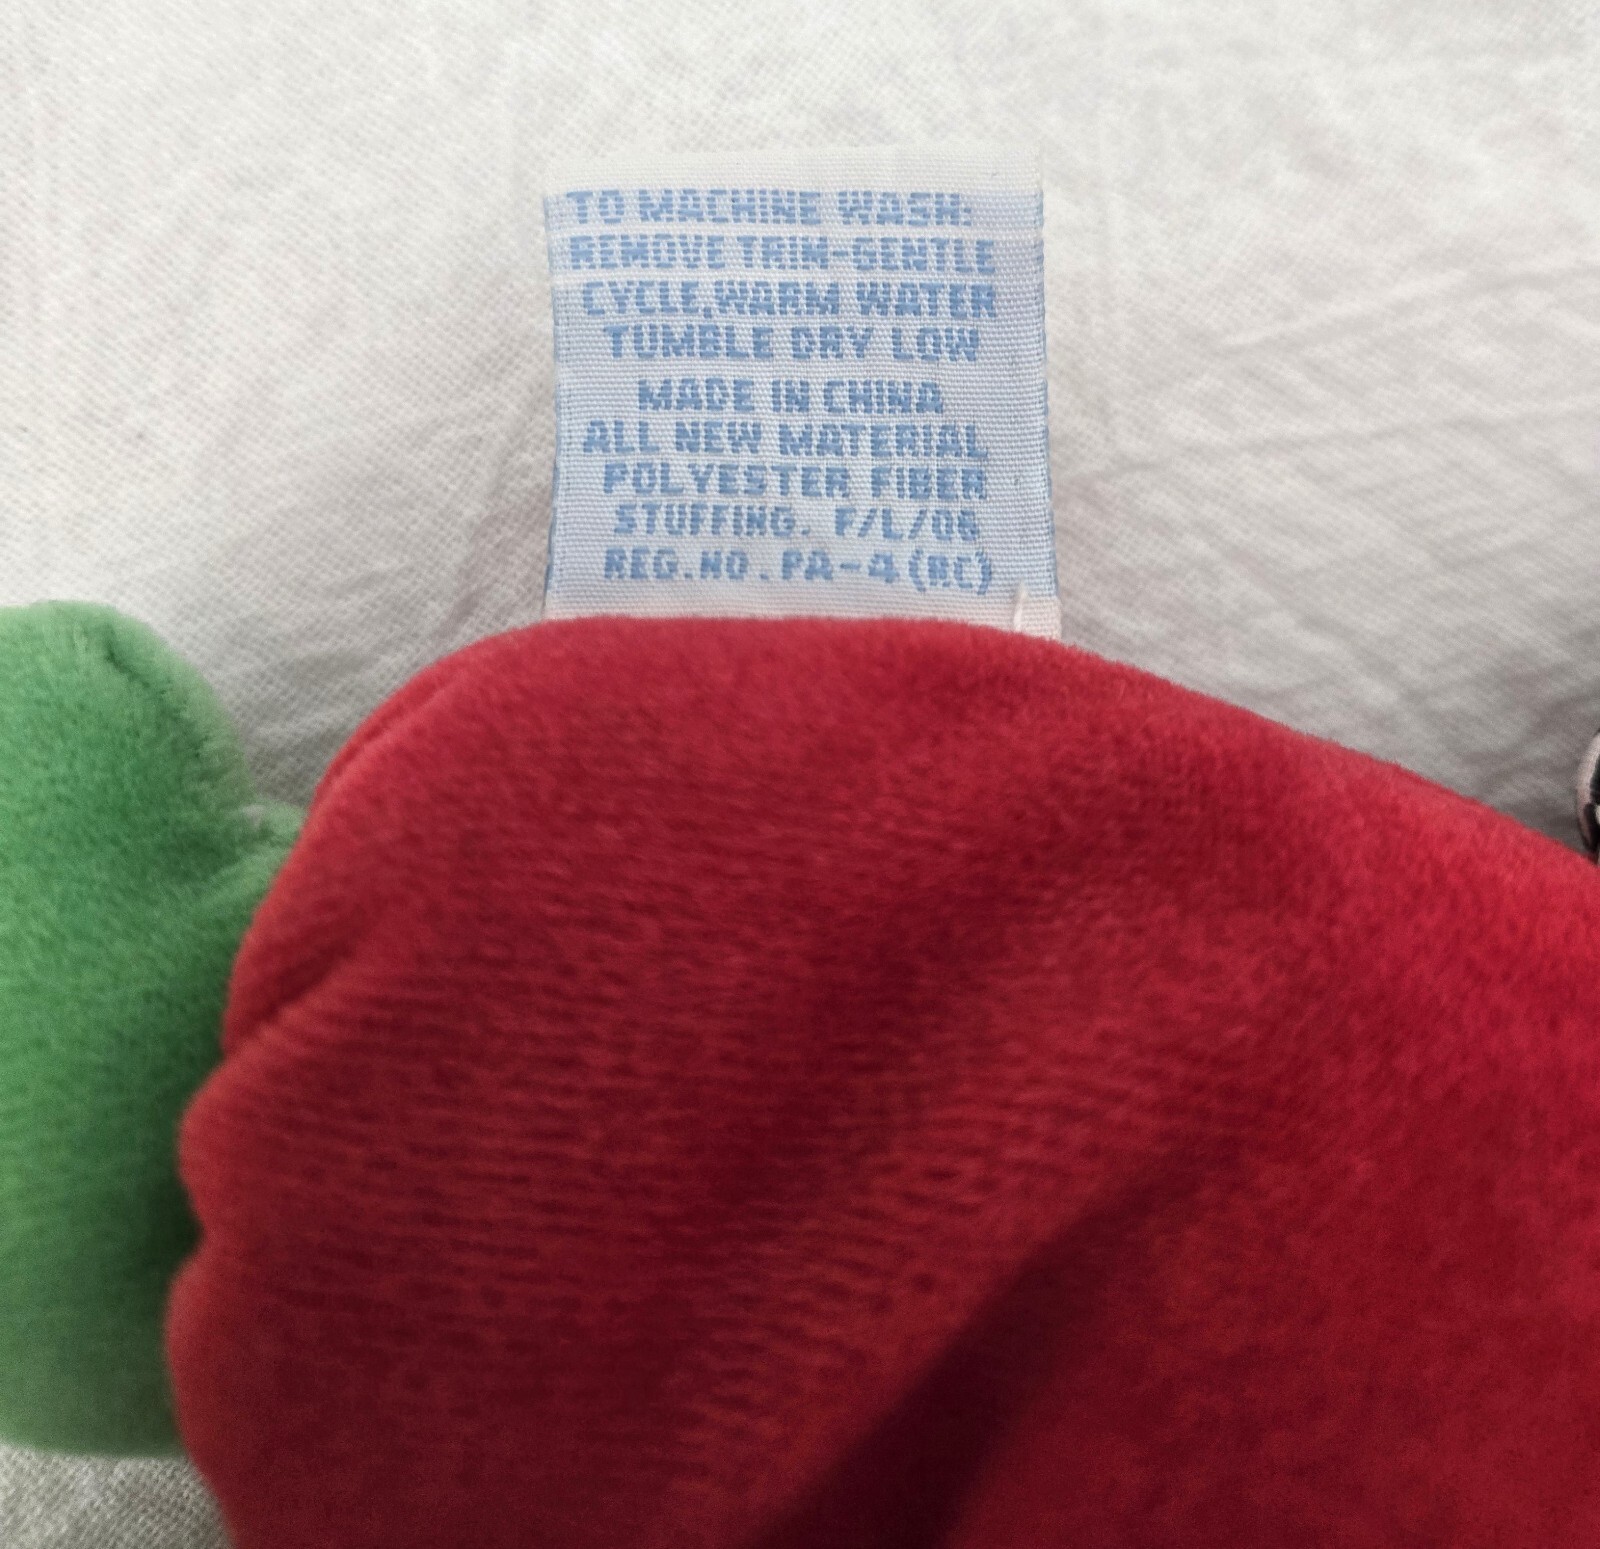 TO MACHINE WASH:
REMOVE TRIM-GENTLE
CYCLE,WARM WATER
TUMBLE DRY LOW
MADE IN CHINA
ALL NEW MATERIAL
POLYESTER FIBER
STUFFING. F/L/06
REG.NO.PA-4(RC)